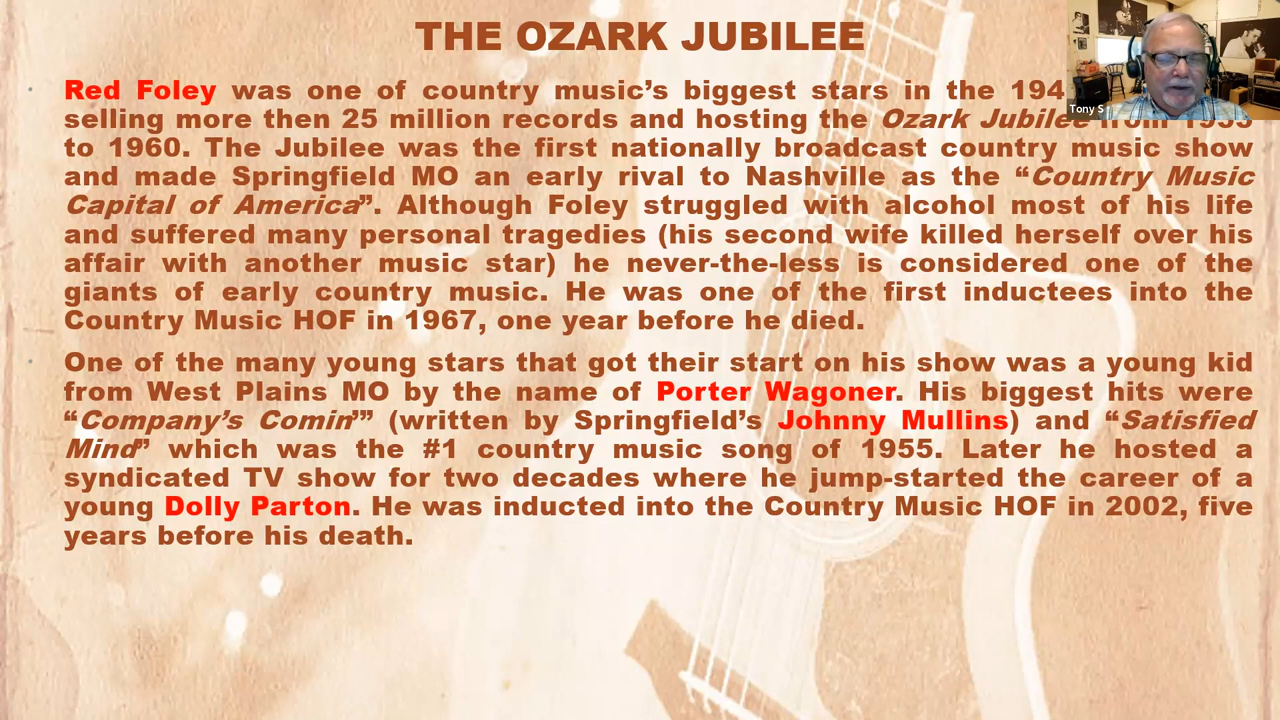 THE OZARK JUBILEE
Red Foley was one of country music's biggest stars in the 194
selling more then 25 million records and hosting the Ozark Jubilee from 1955
to 1960. The Jubilee was the first nationally broadcast country music show
and made Springfield MO an early rival to Nashville as the “Country Music
Capital of America”. Although Foley struggled with alcohol most of his life
and suffered many personal tragedies (his second wife killed herself over his
affair with another music star) he never-the-less is considered one of the
giants of early country music. He was one of the first inductees into the
Country Music HOF in 1967, one year before he died.
One of the many young stars that got their start on his show was a young kid
from West Plains MO by the name of Porter Wagoner. His biggest hits were
“Company’s Comin’” (written by Springfield’s Johnny Mullins) and “Satisfied
Mind” which was the #1 country music song of 1955. Later he hosted a
syndicated TV show for two decades where he jump-started the career of a
young Dolly Parton. He was inducted into the Country Music HOF in 2002, five
years before his death.
Tony S